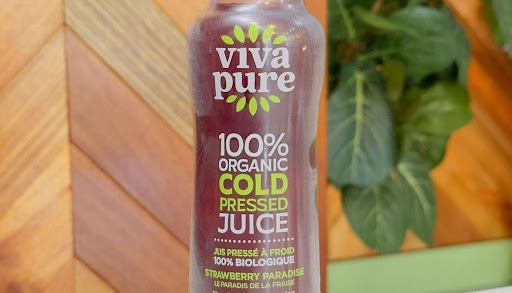 viva
pure
100%
ORGANIC
COLD
PRESSED
JUICE
JUS PRESSÉ À FROID
100% BIOLOGIQUE
STRAWBERRY PARADISE
LE PARADIS DE LA FRAISE